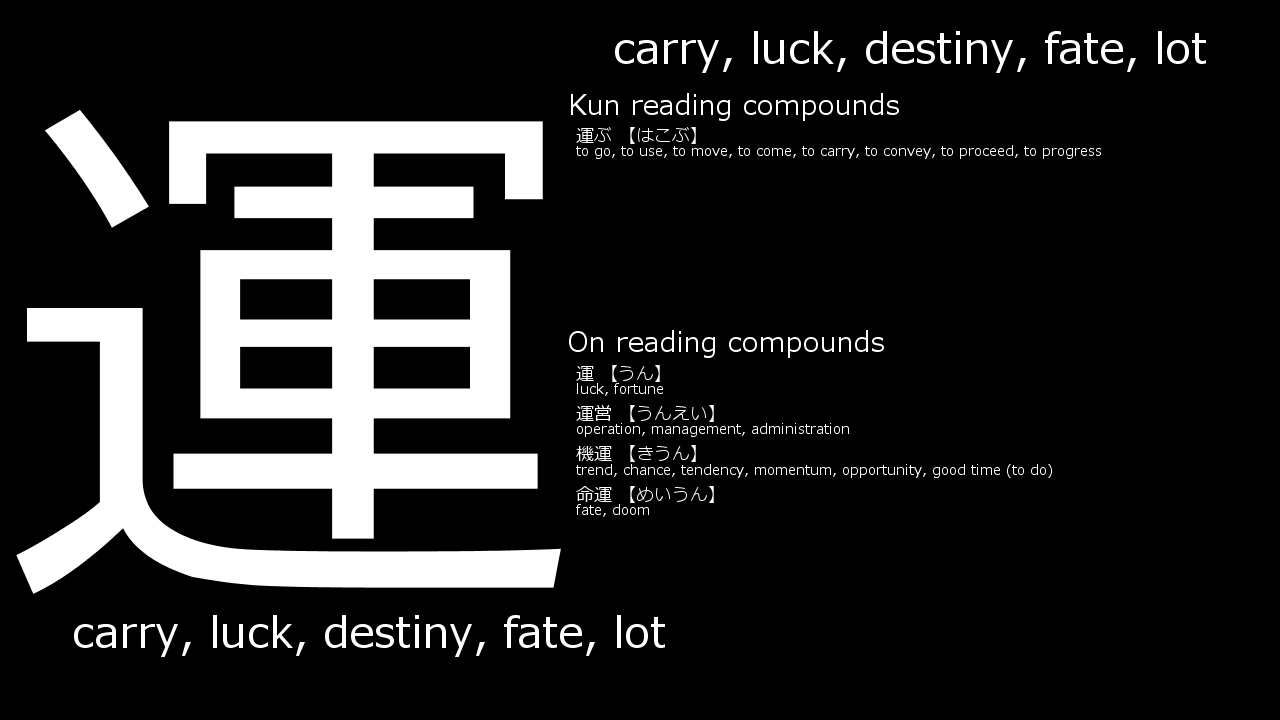 運
carry, luck, destiny, fate, lot
Kun reading compounds
運ぶ 【はこぶ】
to go, to use, to move, to come, to carry, to convey, to proceed, to progress
On reading compounds
運 【うん】
luck, fortune
運営 【うんえい】
operation, management, administration
機運 【きうん】
trend, chance, tendency, momentum, opportunity, good time (to do)
命運 【めいうん】
fate, doom
carry, luck, destiny, fate, lot